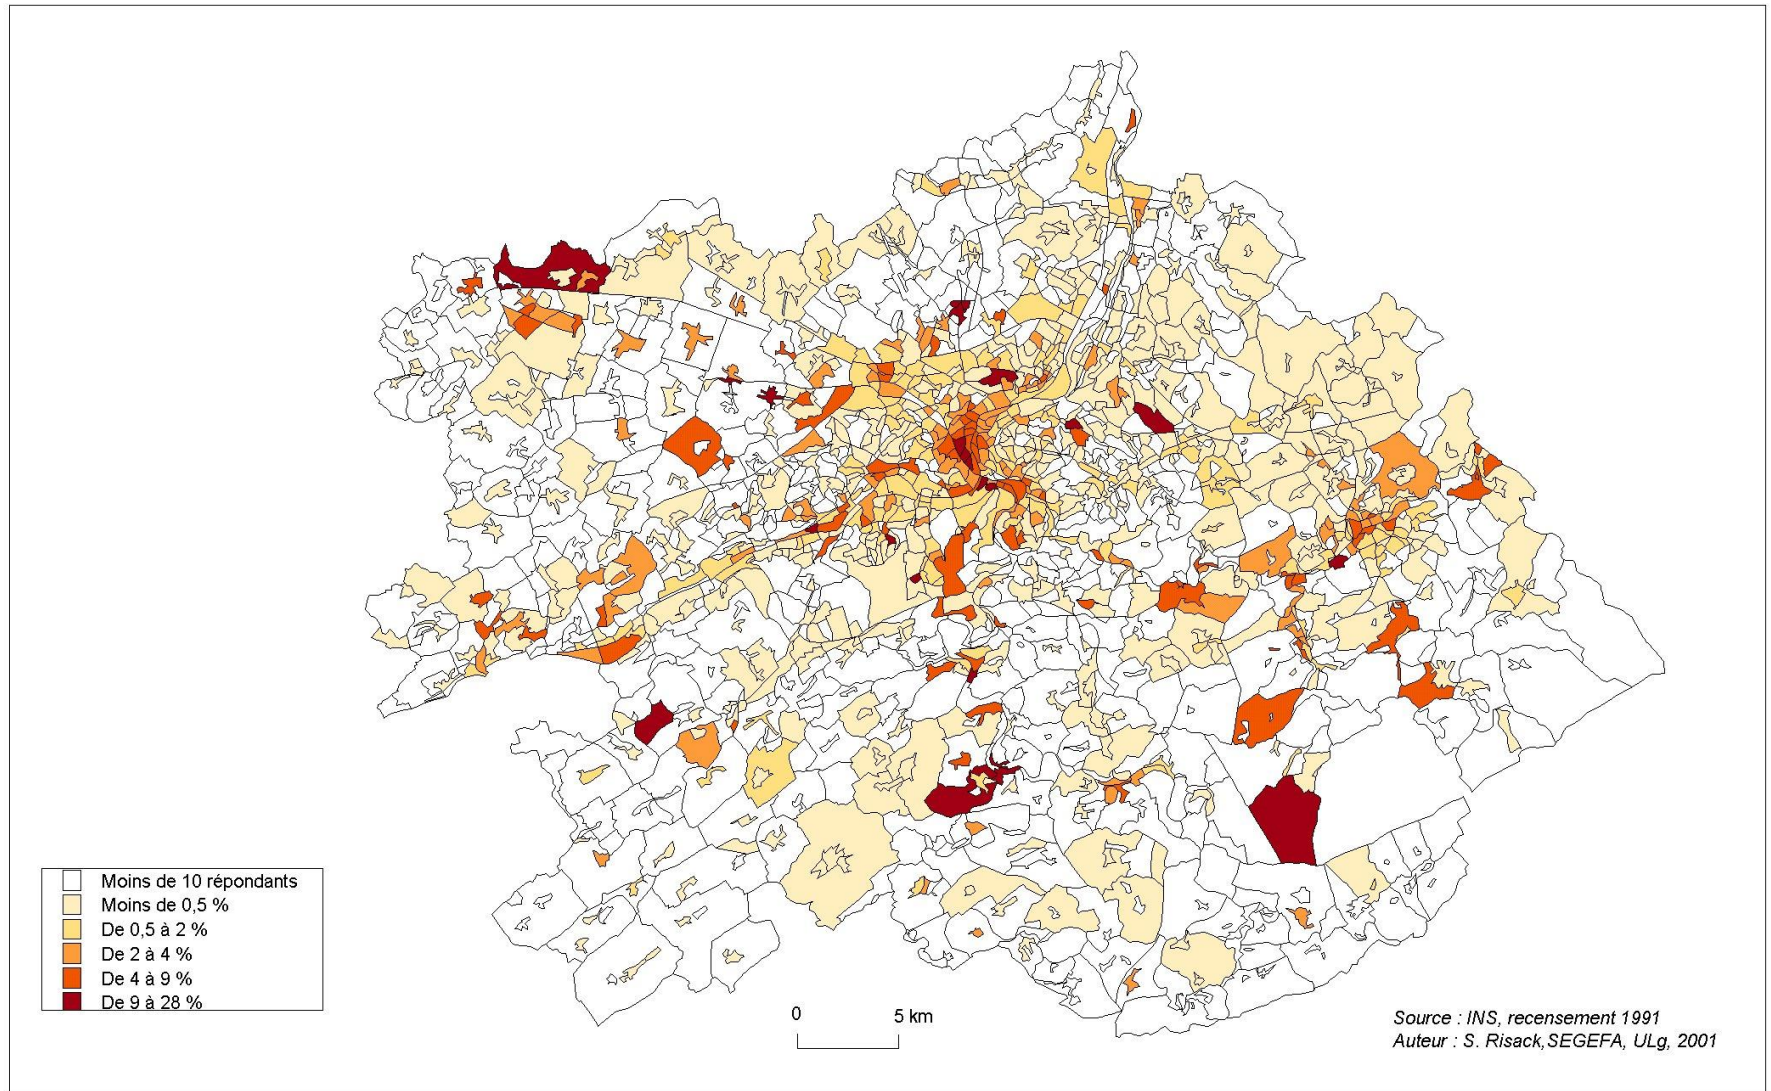 Moins de 10 répondants
Moins de 0,5 %
De 0,5 à 2 %
De 2 à 4 %
De 4 à 9 %
De 9 à 28 %
0 5 km
Source : INS, recensement 1991
Auteur : S. Risack,SEGEFA, ULg, 2001